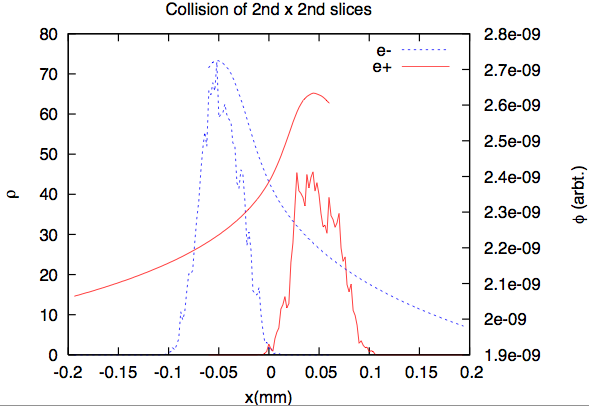 Collision of 2nd x 2nd slices
80
70
60
50
40
30
20
10
0
ρ
e-
e+
2.8e-09
2.7e-09
2.6e-09
2.5e-09
2.4e-09
2.3e-09
2.2e-09
2.1e-09
2e-09
1.9e-09
ϕ (arbt.)
-0.2 -0.15 -0.1 -0.05 0 0.05 0.1 0.15 0.2
x(mm)